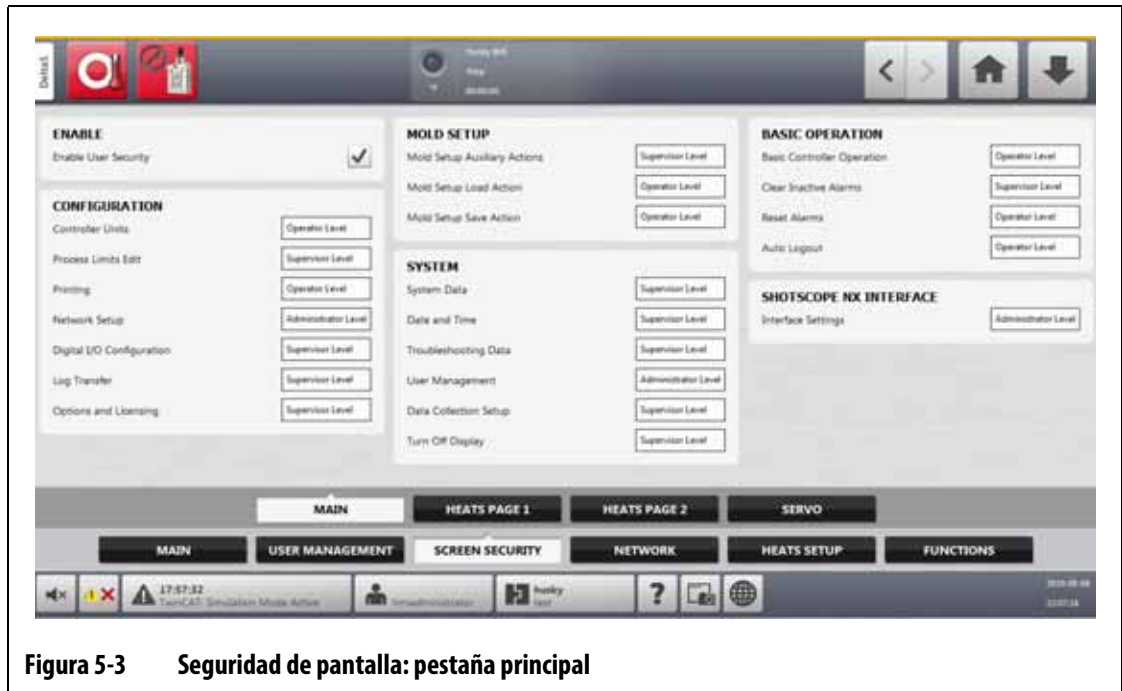 Delta3
ENABLE
Enable User Security
CONFIGURATION
Controller Units Operator Level
Process Limits Edit Supervisor Level
Printing Operator Level
Network Setup Administrator Level
Digital I/O Configuration Supervisor Level
Log Transfer Supervisor Level
Options and Licensing Supervisor Level
MOLD SETUP
Mold Setup Auxiliary Actions Supervisor Level
Mold Setup Load Action Operator Level
Mold Setup Save Action Operator Level
SYSTEM
System Data Supervisor Level
Date and Time Supervisor Level
Troubleshooting Data Supervisor Level
User Management Administrator Level
Data Collection Setup Supervisor Level
Turn Off Display Supervisor Level
BASIC OPERATION
Basic Controller Operation Operator Level
Clear Inactive Alarms Supervisor Level
Reset Alarms Operator Level
Auto Logout Operator Level
SHOTSCOPE NX INTERFACE
Interface Settings Administrator Level
MAIN HEATS PAGE 1 HEATS PAGE 2 SERVO
MAIN USER MANAGEMENT SCREEN SECURITY NETWORK HEATS SETUP FUNCTIONS
17:57:32
TwinCAT: Simulation Mode Active
hmiadministrator
husky
test
?
Figura 5-3 Seguridad de pantalla: pestaña principal